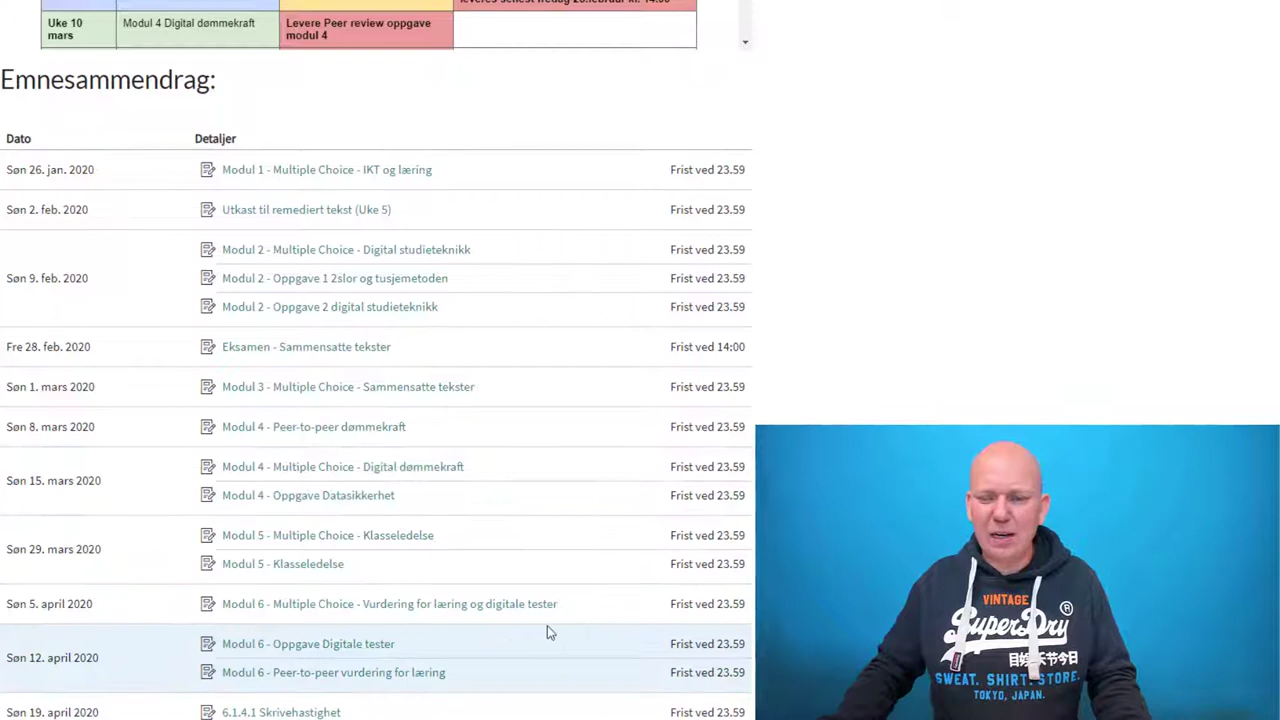 leveres senest fredag 28.februar kl. 14:00
Uke 10 mars
Modul 4 Digital dømmekraft
Levere Peer review oppgave modul 4
Emnesammendrag:
Dato
Detaljer
Søn 26. jan. 2020
Modul 1 - Multiple Choice - IKT og læring
Frist ved 23.59
Søn 2. feb. 2020
Utkast til remediert tekst (Uke 5)
Frist ved 23.59
Søn 9. feb. 2020
Modul 2 - Multiple Choice - Digital studieteknikk
Frist ved 23.59
Modul 2 - Oppgave 1 2slor og tusjemetoden
Frist ved 23.59
Modul 2 - Oppgave 2 digital studieteknikk
Frist ved 23.59
Fre 28. feb. 2020
Eksamen - Sammensatte tekster
Frist ved 14:00
Søn 1. mars 2020
Modul 3 - Multiple Choice - Sammensatte tekster
Frist ved 23.59
Søn 8. mars 2020
Modul 4 - Peer-to-peer dømmekraft
Frist ved 23.59
Søn 15. mars 2020
Modul 4 - Multiple Choice - Digital dømmekraft
Frist ved 23.59
Modul 4 - Oppgave Datasikkerhet
Frist ved 23.59
Søn 29. mars 2020
Modul 5 - Multiple Choice - Klasseledelse
Frist ved 23.59
Modul 5 - Klasseledelse
Frist ved 23.59
Søn 5. april 2020
Modul 6 - Multiple Choice - Vurdering for læring og digitale tester
Frist ved 23.59
Søn 12. april 2020
Modul 6 - Oppgave Digitale tester
Frist ved 23.59
Modul 6 - Peer-to-peer vurdering for læring
Frist ved 23.59
Søn 19. april 2020
6.1.4.1 Skrivehastighet
Frist ved 23.59
VINTAGE
SuperDry®
SWEAT. SHIRT. STORE.
TOKYO, JAPAN.